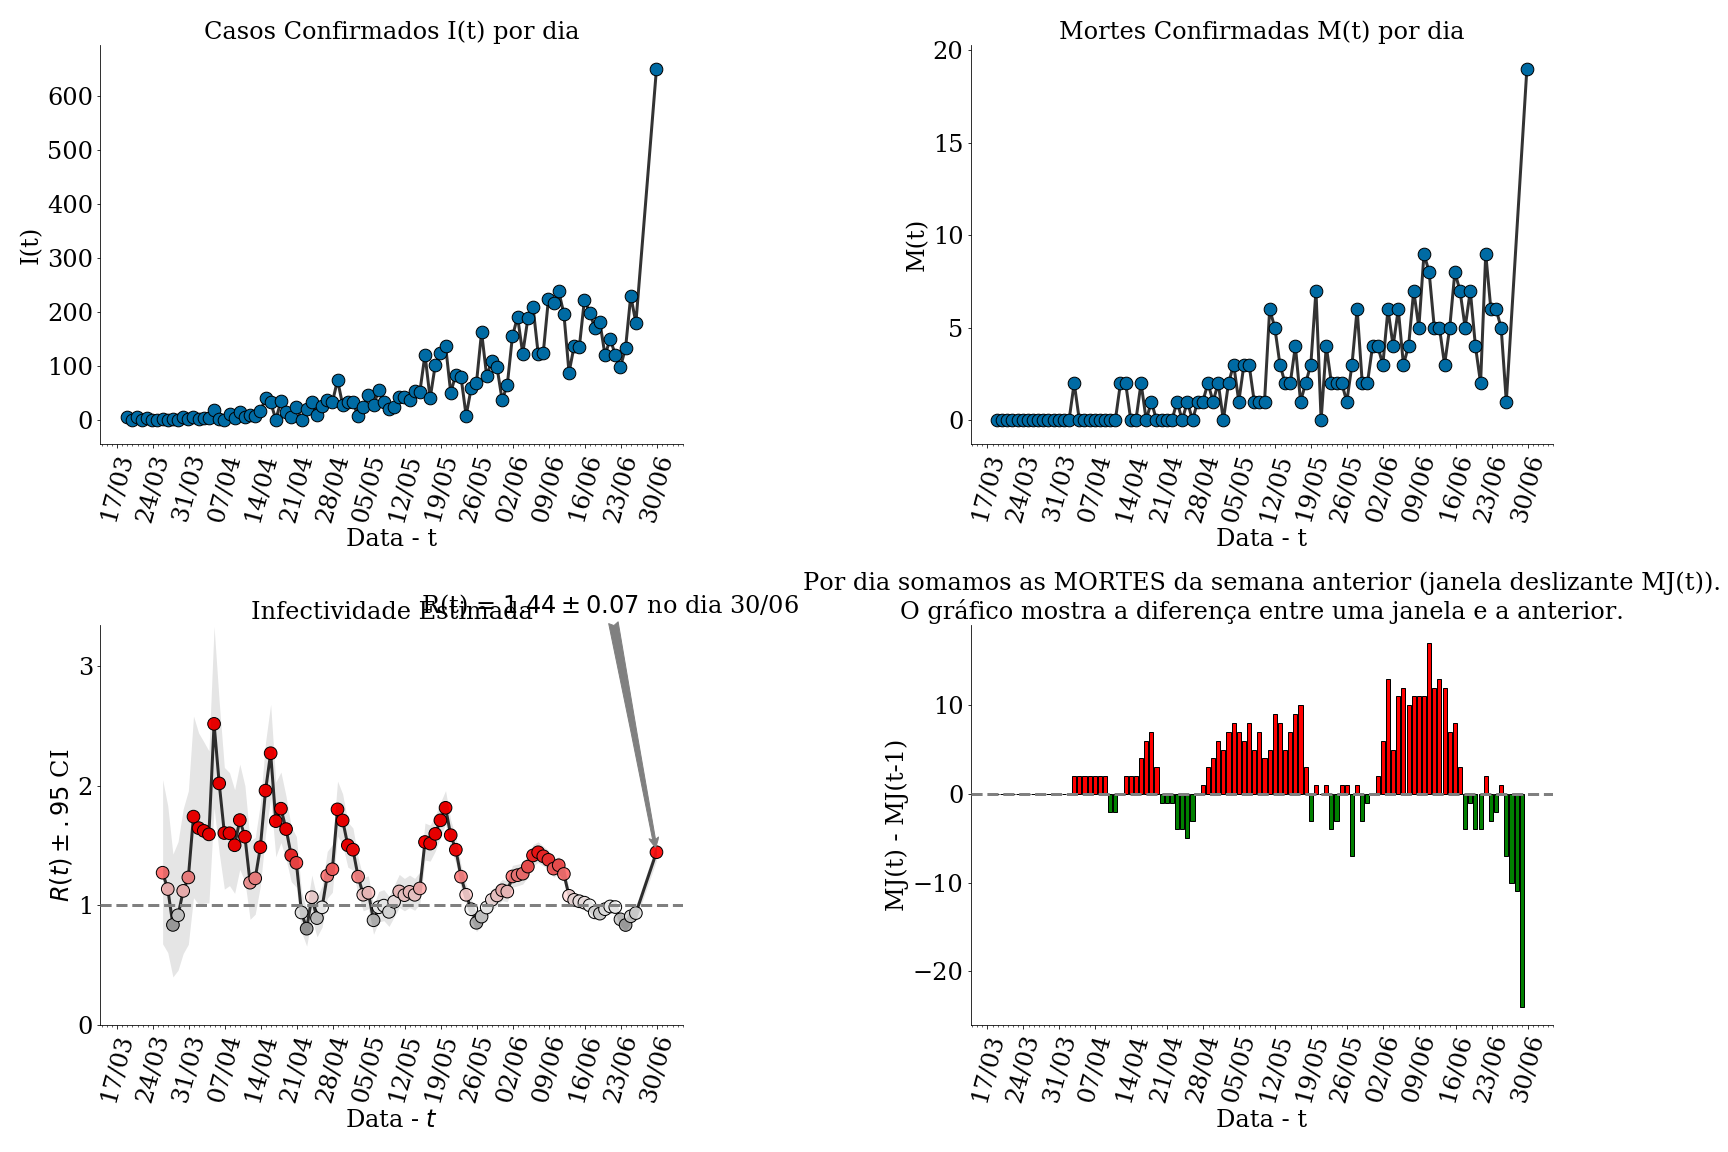 Casos Confirmados I(t) por dia
I(t)
600
500
400
300
200
100
0
17/03 24/03 31/03 07/04 14/04 21/04 28/04 05/05 12/05 19/05 26/05 02/06 09/06 16/06 23/06 30/06
Data - t
Mortes Confirmadas M(t) por dia
M(t)
20
15
10
5
0
17/03 24/03 31/03 07/04 14/04 21/04 28/04 05/05 12/05 19/05 26/05 02/06 09/06 16/06 23/06 30/06
Data - t
Infectividade Estimada
R(t) = 1.44 ± 0.07 no dia 30/06
R(t) ± .95 CI
3
2
1
0
17/03 24/03 31/03 07/04 14/04 21/04 28/04 05/05 12/05 19/05 26/05 02/06 09/06 16/06 23/06 30/06
Data - t
Por dia somamos as MORTES da semana anterior (janela deslizante MJ(t)).
O gráfico mostra a diferença entre uma janela e a anterior.
MJ(t) - MJ(t-1)
10
0
−10
−20
17/03 24/03 31/03 07/04 14/04 21/04 28/04 05/05 12/05 19/05 26/05 02/06 09/06 16/06 23/06 30/06
Data - t